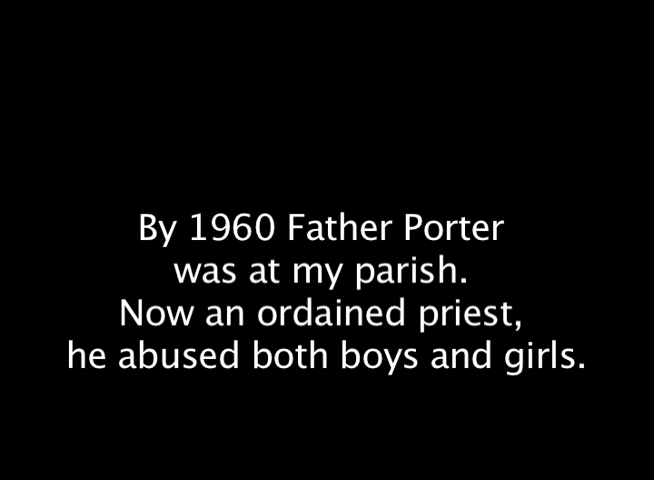 By 1960 Father Porter
was at my parish.
Now an ordained priest,
he abused both boys and girls.